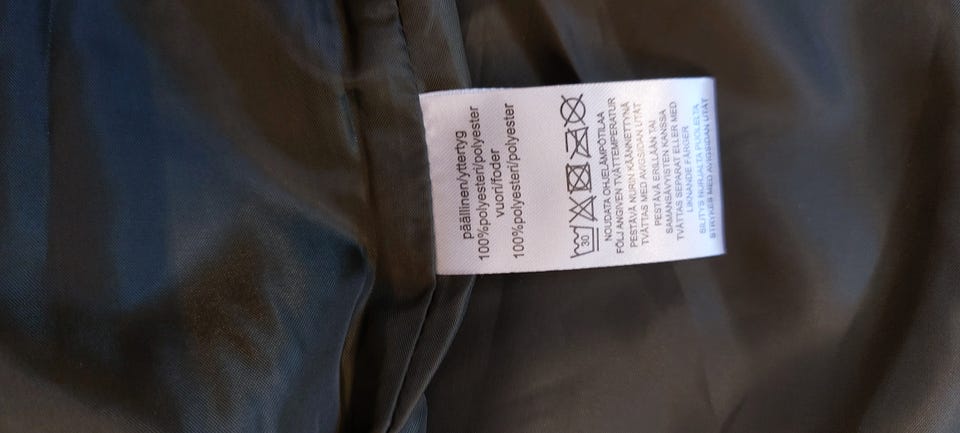 päällinen/yttertyg
100%polyesteri/polyester
vuori/foder
100%polyesteri/polyester
30
NOUDATA OHJELÄMPÖTILAA
FÖLJ ANGIVEN TVÄTTEMPERATUR
PESTÄVÄ NURIN KÄÄNNETTYNÄ
TVÄTTAS MED AVIGSIDAN UTÅT
PESTÄVÄ ERILLÄÄN TAI
SAMANSÄVYISTEN KANSSA
TVÄTTAS SEPARAT ELLER MED
LIKNANDE FÄRGER
SILITYS NURJALTA PUOLELTA
STRYKES MED AVIGSIDAN UTÅT